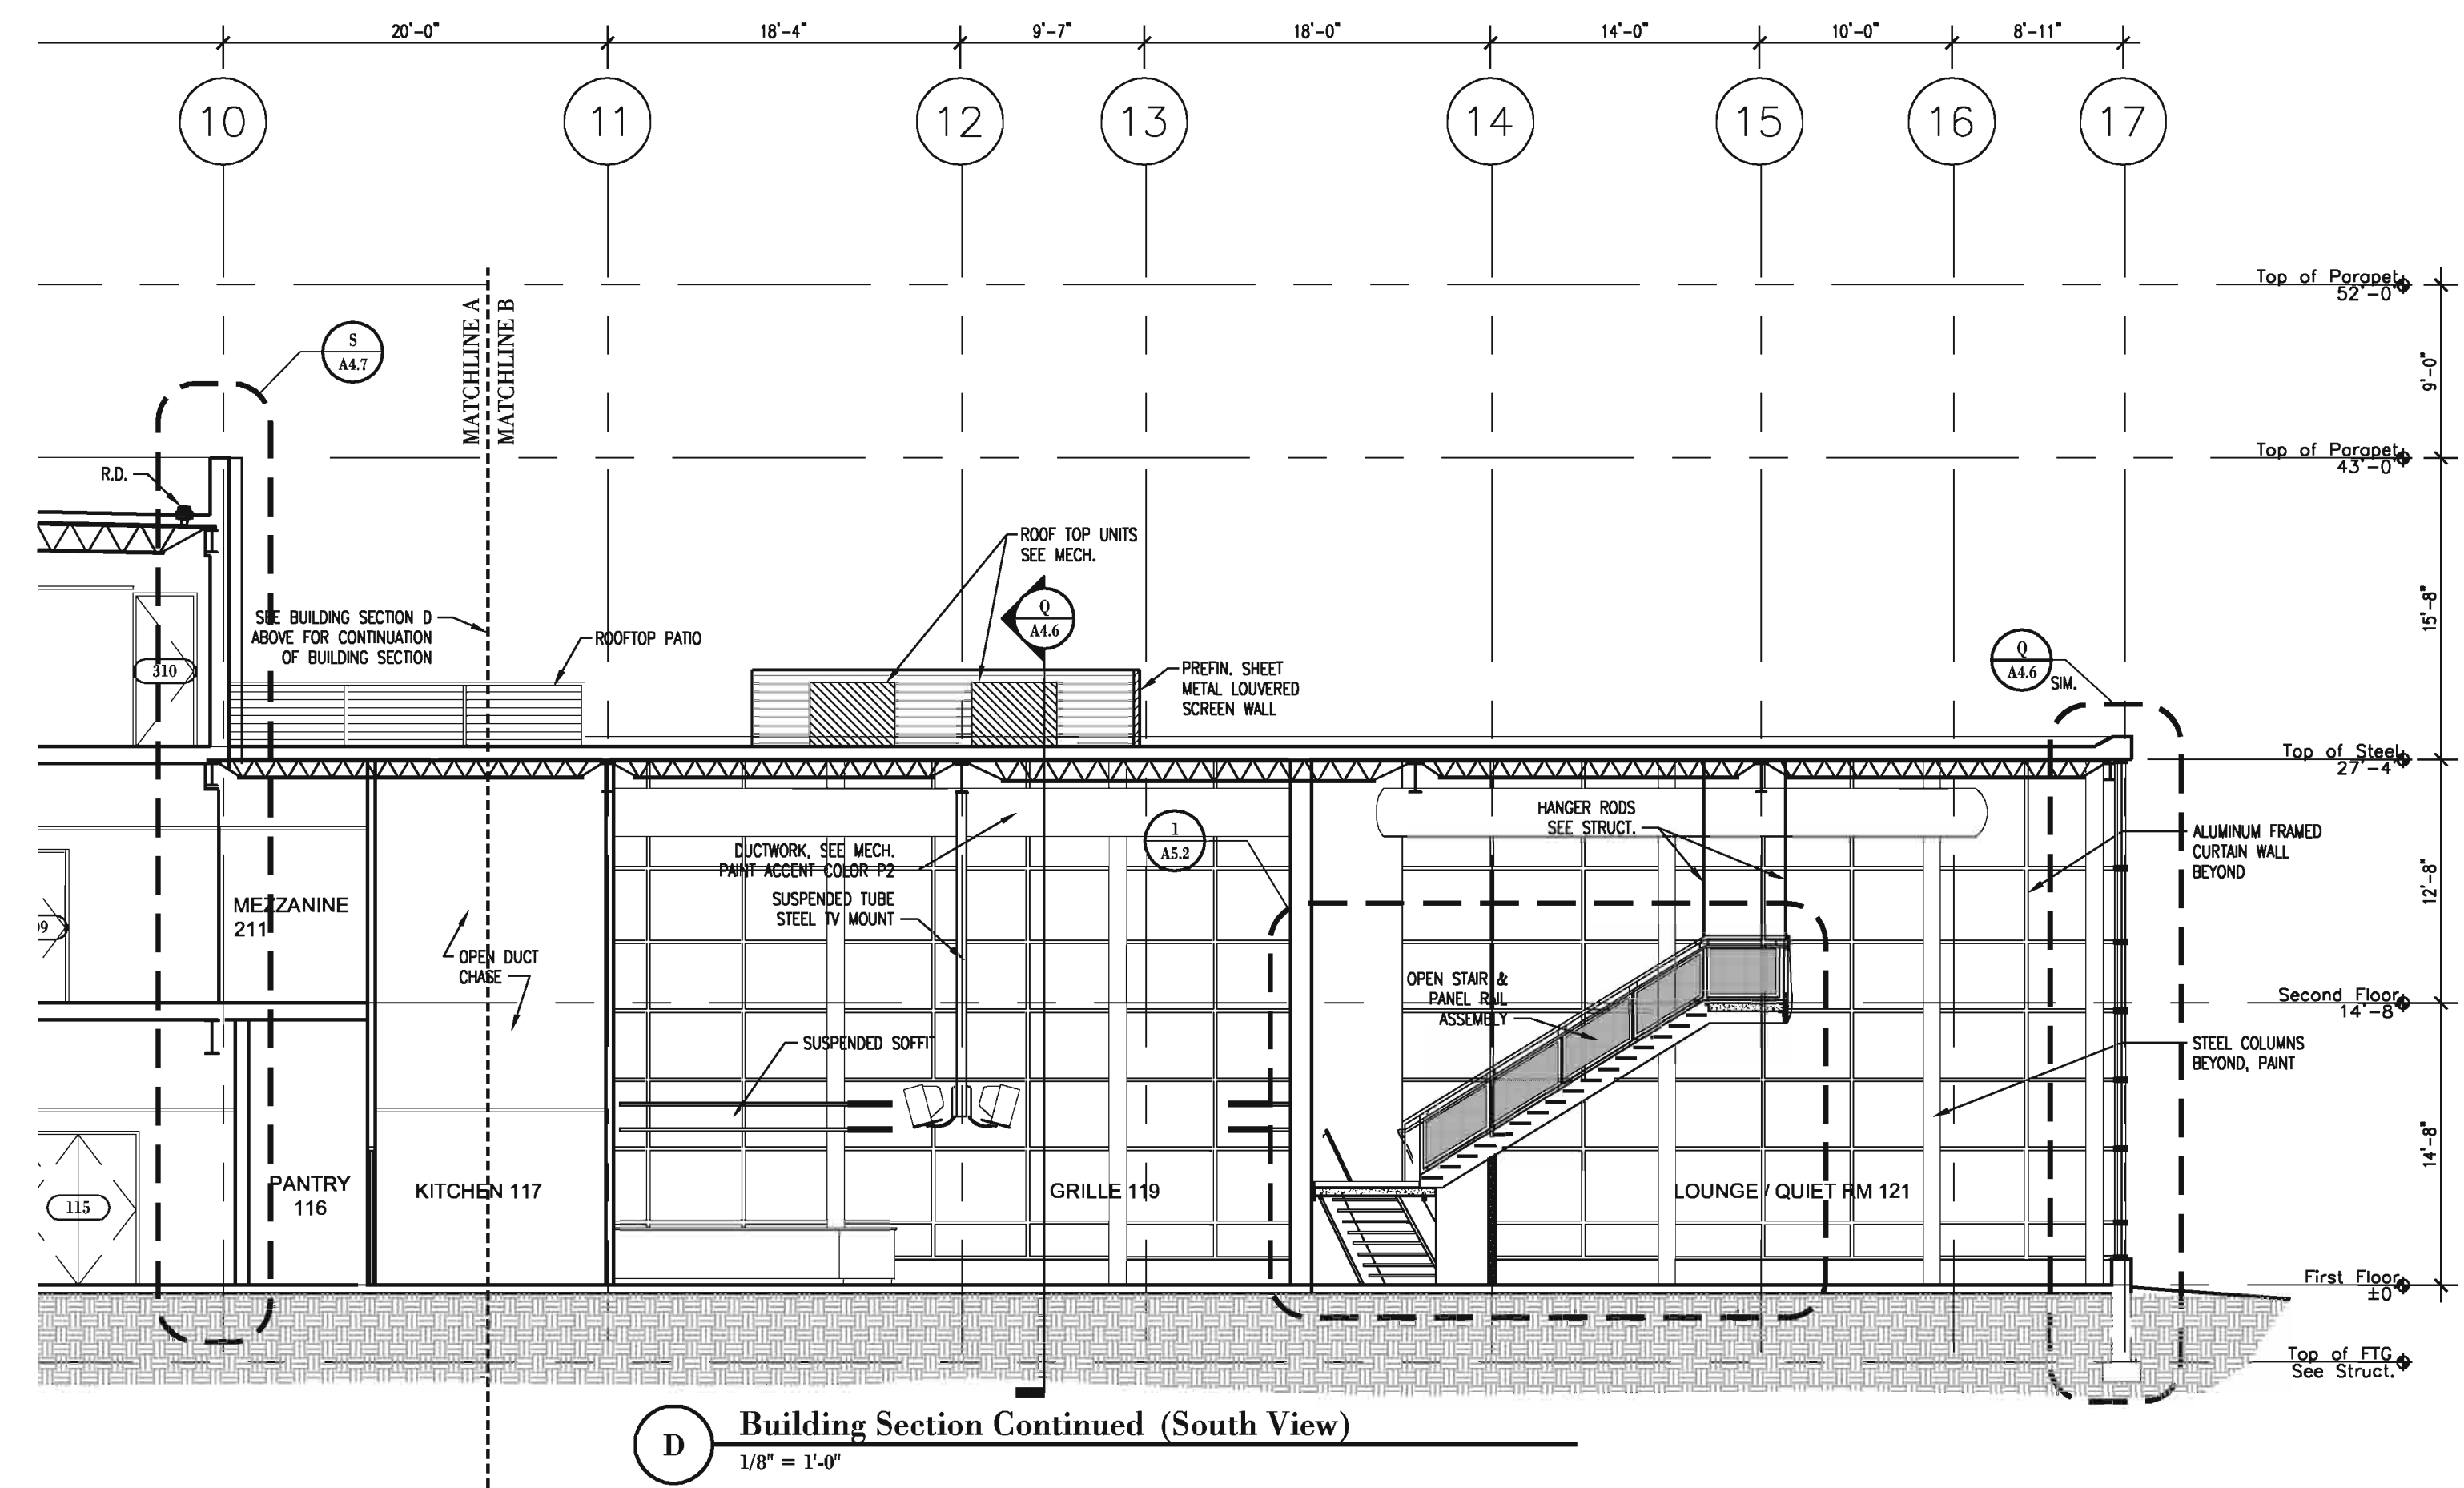 20'-0"
18'-4"
9'-7"
18'-0"
14'-0"
10'-0"
8'-11"
10
11
12
13
14
15
16
17
Top of Parapet
52'-0"
MATCHLINE A
MATCHLINE B
S
A4.7
9'-0"
Top of Parapet
43'-0"
R.D.
ROOF TOP UNITS
SEE MECH.
Q
A4.6
15'-8"
SEE BUILDING SECTION D
ABOVE FOR CONTINUATION
OF BUILDING SECTION
ROOFTOP PATIO
310
PREFIN. SHEET
METAL LOUVERED
SCREEN WALL
Q
A4.6
SIM.
Top of Steel
27'-4"
HANGER RODS
SEE STRUCT.
1
A5.2
DUCTWORK, SEE MECH.
PAINT ACCENT COLOR P2
SUSPENDED TUBE
STEEL TV MOUNT
ALUMINUM FRAMED
CURTAIN WALL
BEYOND
12'-8"
MEZZANINE
211
09
OPEN DUCT
CHASE
OPEN STAIR &
PANEL RAIL
ASSEMBLY
Second Floor
14'-8"
SUSPENDED SOFFIT
STEEL COLUMNS
BEYOND, PAINT
14'-8"
PANTRY
116
KITCHEN 117
GRILLE 119
LOUNGE / QUIET RM 121
115
First Floor
±0"
Top of FTG
See Struct.
D
Building Section Continued (South View)
1/8" = 1'-0"